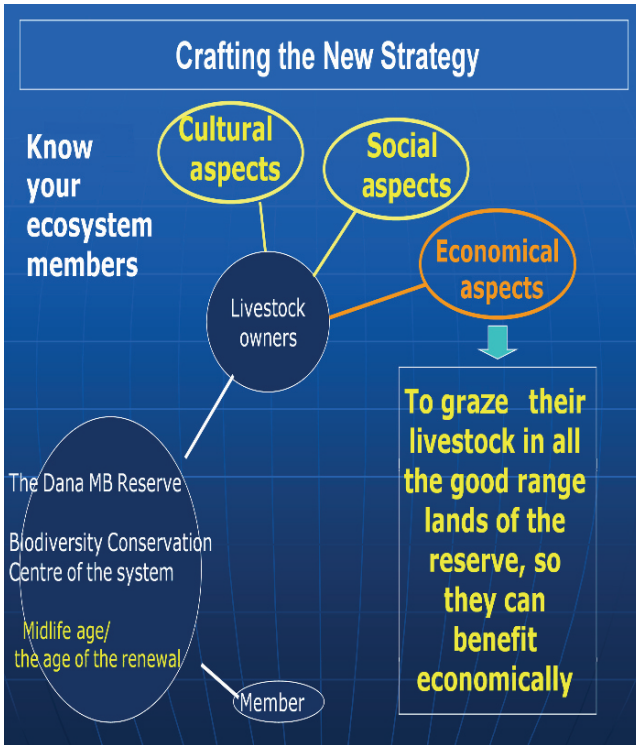 Crafting the New Strategy
Know
your
ecosystem
members
Cultural
aspects
Social
aspects
Economical
aspects
Livestock
owners
To graze their
livestock in all
the good range
lands of the
reserve, so
they can
benefit
economically
The Dana MB Reserve
Biodiversity Conservation
Centre of the system
Midlife age/
the age of the renewal
Member